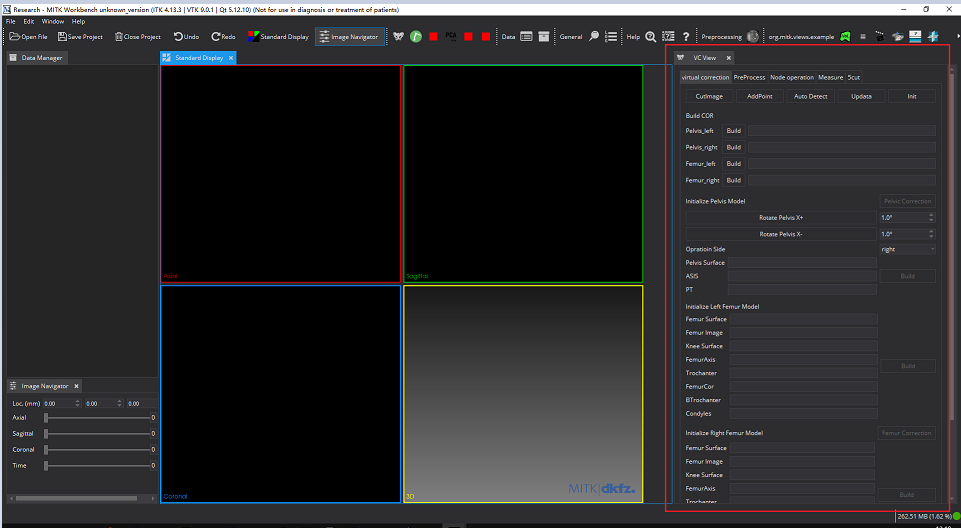 Research - MITK Workbench unknown_version (ITK 4.13.3 | VTK 9.0.1 | Qt 5.12.10) (Not for use in diagnosis or treatment of patients)
File Edit Window Help
Open File Save Project Close Project Undo Redo Standard Display Image Navigator PCA Data General Help Preprocessing org.mitk.views.example
Data Manager
Standard Display
VC View
virtual correction PreProcess Node operation Measure 5cut
CutImage AddPoint Auto Detect Updata Init
Build COR
Pelvis_left Build
Pelvis_right Build
Femur_left Build
Femur_right Build
Initialize Pelvis Model Pelvis Correction
Rotate Pelvis X+ 1.0°
Rotate Pelvis X- 1.0°
Opratioin Side right
Pelvis Surface
ASIS Build
PT
Initialize Left Femur Model
Femur Surface
Femur Image
Knee Surface
FemurAxis Build
Trochanter
FemurCor
BTrochanter
Condyles
Initialize Right Femur Model Femur Correction
Femur Surface
Femur Image
Knee Surface
FemurAxis Build
Trochanter
Axial
Sagittal
Coronal
3D
MITK dkfz.
Image Navigator
Loc. (mm) 0.00 0.00 0.00
Axial 0
Sagittal 0
Coronal 0
Time 0
262.51 MB (1.62 %)